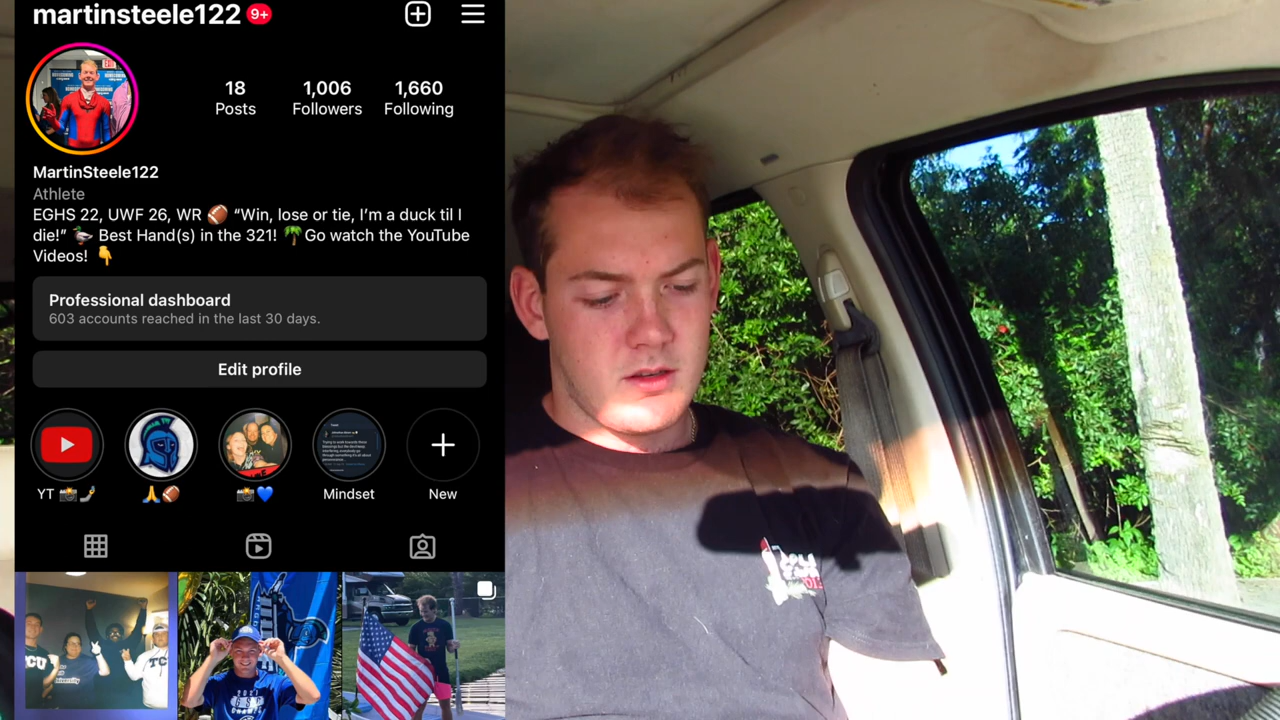 martinsteele122 9+
18 1,006 1,660
Posts Followers Following
MartinSteele122
Athlete
EGHS 22, UWF 26, WR 🏈 “Win, lose or tie, I’m a duck til I
die!” 🦆 Best Hand(s) in the 321! 🌴Go watch the YouTube
Videos! 👇
Professional dashboard
603 accounts reached in the last 30 days.
Edit profile
YT 📸🤳 🙏🏈 📸💙 Mindset New